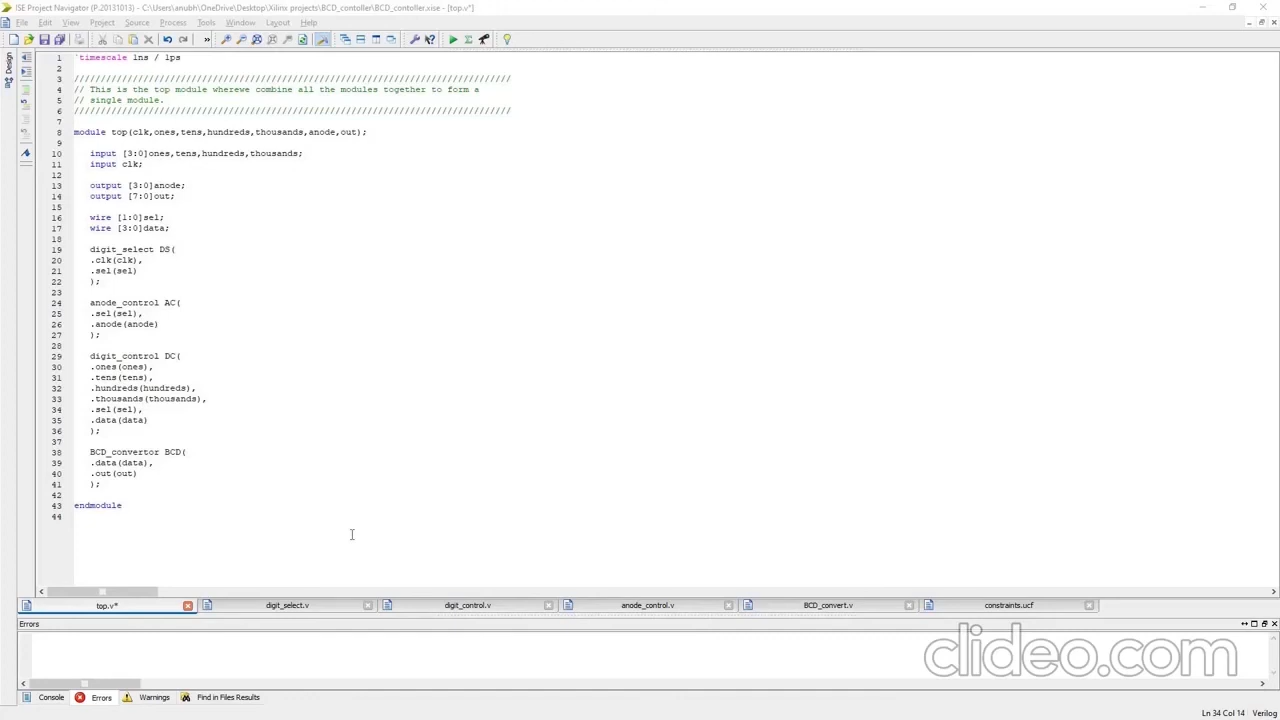 ISE Project Navigator (P.20131013) - C:\Users\anubh\OneDrive\Desktop\Xilinx projects\BCD_contoller\BCD_contoller.xise - [top.v*]
File Edit View Project Source Process Tools Window Layout Help
Design
1 `timescale 1ns / 1ps
2
3 //////////////////////////////////////////////////////////////////////////////////
4 // This is the top module wherewe combine all the modules together to form a
5 // single module.
6 //////////////////////////////////////////////////////////////////////////////////
7
8 module top(clk,ones,tens,hundreds,thousands,anode,out);
9
10 input [3:0]ones,tens,hundreds,thousands;
11 input clk;
12
13 output [3:0]anode;
14 output [7:0]out;
15
16 wire [1:0]sel;
17 wire [3:0]data;
18
19 digit_select DS(
20 .clk(clk),
21 .sel(sel)
22 );
23
24 anode_control AC(
25 .sel(sel),
26 .anode(anode)
27 );
28
29 digit_control DC(
30 .ones(ones),
31 .tens(tens),
32 .hundreds(hundreds),
33 .thousands(thousands),
34 .sel(sel),
35 .data(data)
36 );
37
38 BCD_convertor BCD(
39 .data(data),
40 .out(out)
41 );
42
43 endmodule
44
top.v* digit_select.v digit_control.v anode_control.v BCD_convert.v constraints.ucf
Errors
clideo.com
Console Errors Warnings Find in Files Results
Ln 34 Col 14 Verilog